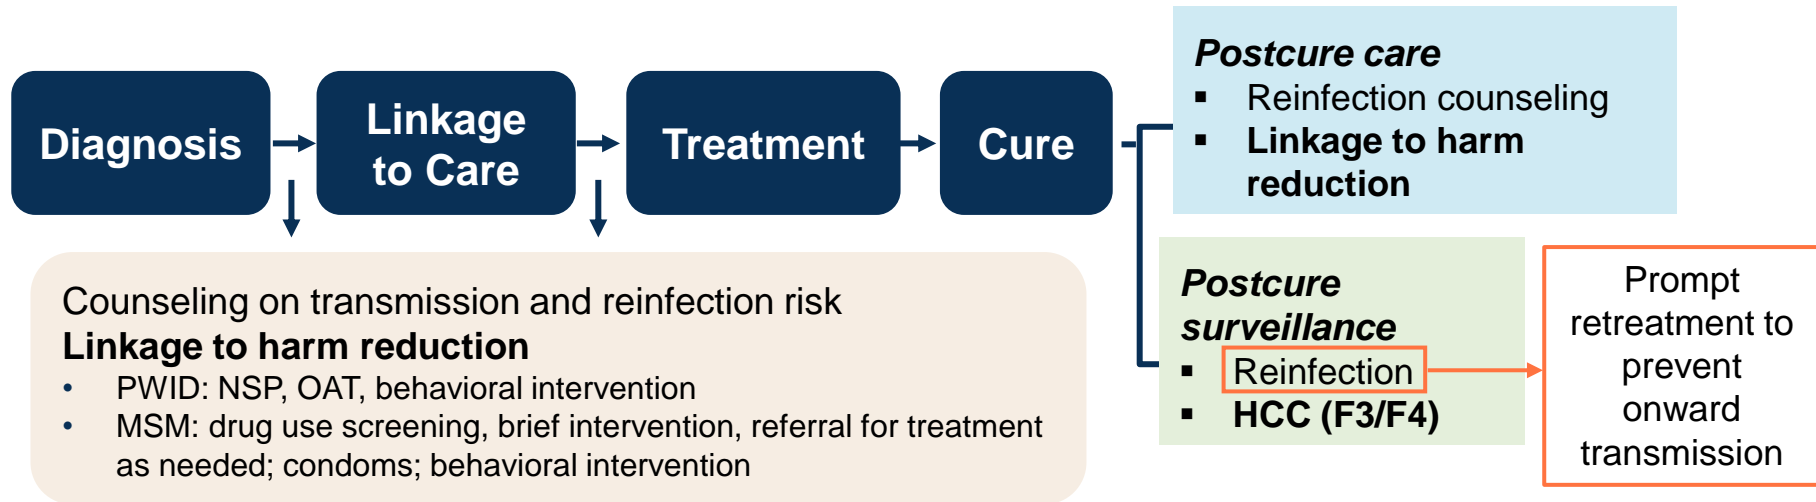 Diagnosis
Linkage
to Care
Treatment
Cure
Counseling on transmission and reinfection risk
Linkage to harm reduction
• PWID: NSP, OAT, behavioral intervention
• MSM: drug use screening, brief intervention, referral for treatment
as needed; condoms; behavioral intervention
Postcure care
▪ Reinfection counseling
▪ Linkage to harm
reduction
Postcure
surveillance
▪ Reinfection
▪ HCC (F3/F4)
Prompt
retreatment to
prevent
onward
transmission